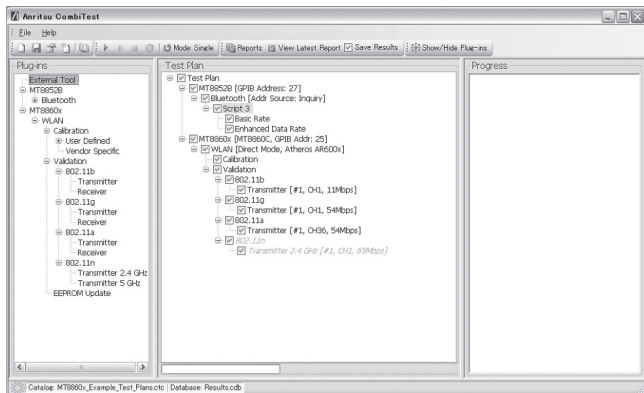 Anritsu CombiTest
File Help
Mode: Single Reports View Latest Report Save Results Show/Hide Plug-ins
Plug-ins
External Tool
MT8852B
Bluetooth
MT8860x
WLAN
Calibration
User Defined
Vendor Specific
Validation
802.11b
Transmitter
Receiver
802.11g
Transmitter
Receiver
802.11a
Transmitter
Receiver
802.11n
Transmitter 2.4 GHz
Transmitter 5 GHz
EEPROM Update
Test Plan
Test Plan
MT8852B [GPIB Address: 27]
Bluetooth [Addr Source: Inquiry]
Script 3
Basic Rate
Enhanced Data Rate
MT8860x [MT8860C, GPIB Addr: 25]
WLAN [Direct Mode, Atheros AR600x]
Calibration
Validation
802.11b
Transmitter [#1, CH1, 11Mbps]
802.11g
Transmitter [#1, CH1, 54Mbps]
802.11a
Transmitter [#1, CH36, 54Mbps]
802.11n
Transmitter 2.4 GHz [#1, CH1, 65Mbps]
Progress
Catalog: MT8860x_Example_Test_Plans.ctc Database: Results.cdb